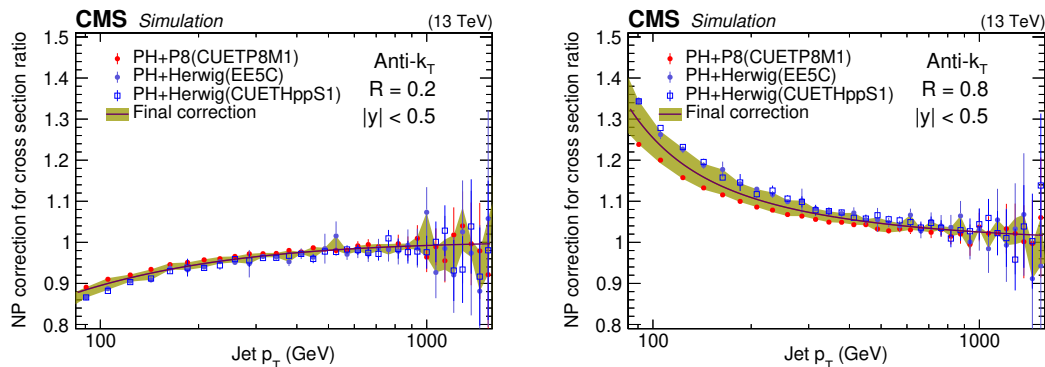 CMS Simulation (13 TeV)
NP correction for cross section ratio
1.5
1.4
1.3
1.2
1.1
1
0.9
0.8
PH+P8(CUETP8M1)
PH+Herwig(EE5C)
PH+Herwig(CUETHppS1)
Final correction
Anti-k_T
R = 0.2
|y| < 0.5
100 200 1000
Jet p_T (GeV)
CMS Simulation (13 TeV)
NP correction for cross section ratio
1.5
1.4
1.3
1.2
1.1
1
0.9
0.8
PH+P8(CUETP8M1)
PH+Herwig(EE5C)
PH+Herwig(CUETHppS1)
Final correction
Anti-k_T
R = 0.8
|y| < 0.5
100 200 1000
Jet p_T (GeV)